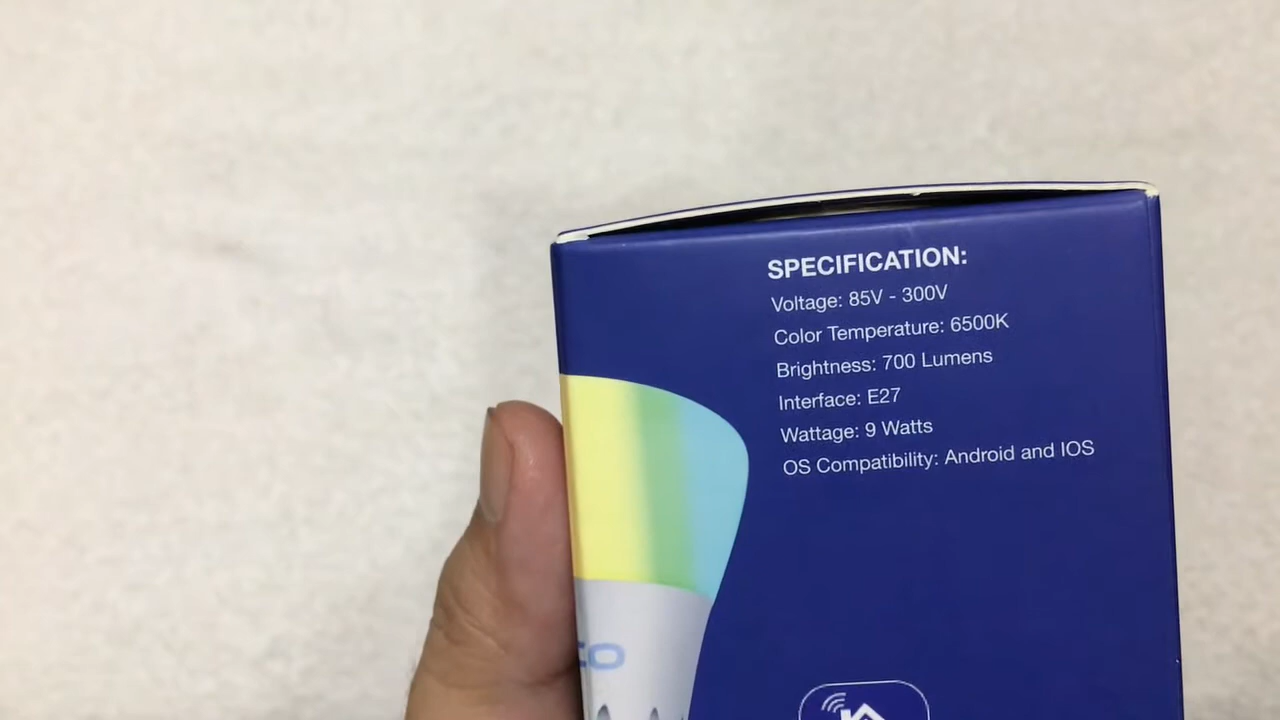 SPECIFICATION:
Voltage: 85V - 300V
Color Temperature: 6500K
Brightness: 700 Lumens
Interface: E27
Wattage: 9 Watts
OS Compatibility: Android and IOS